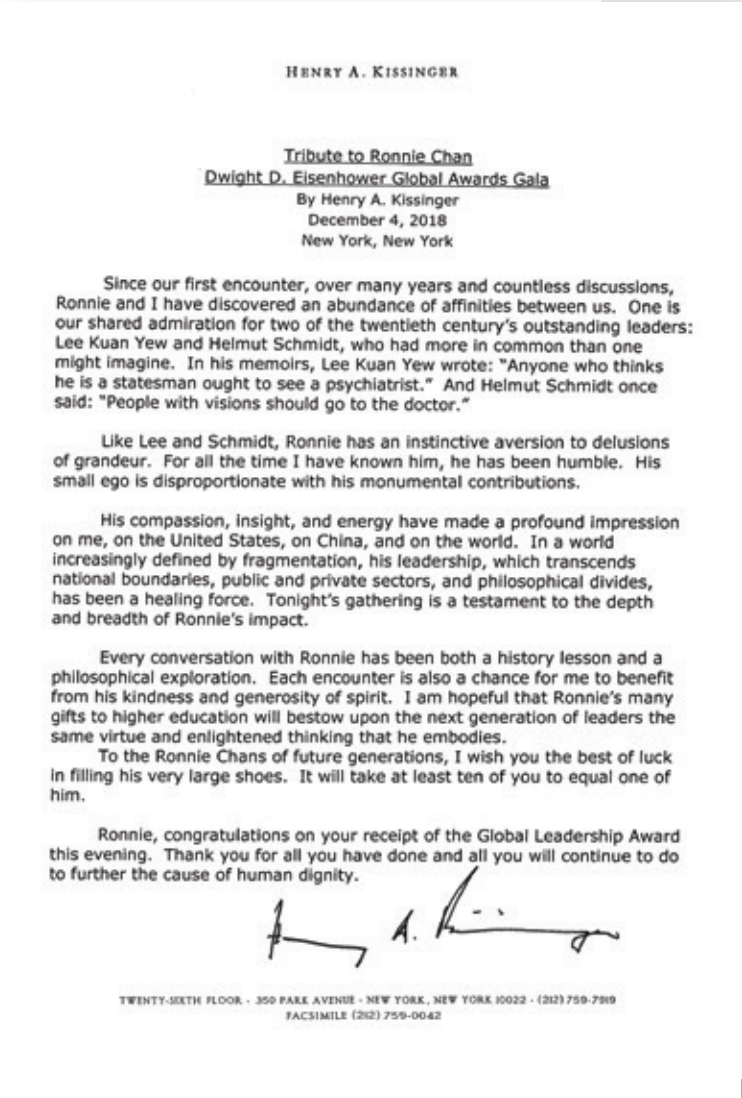 HENRY A. KISSINGER
Tribute to Ronnie Chan
Dwight D. Eisenhower Global Awards Gala
By Henry A. Kissinger
December 4, 2018
New York, New York
Since our first encounter, over many years and countless discussions,
Ronnie and I have discovered an abundance of affinities between us. One is
our shared admiration for two of the twentieth century's outstanding leaders:
Lee Kuan Yew and Helmut Schmidt, who had more in common than one
might imagine. In his memoirs, Lee Kuan Yew wrote: "Anyone who thinks
he is a statesman ought to see a psychiatrist." And Helmut Schmidt once
said: "People with visions should go to the doctor."
Like Lee and Schmidt, Ronnie has an instinctive aversion to delusions
of grandeur. For all the time I have known him, he has been humble. His
small ego is disproportionate with his monumental contributions.
His compassion, insight, and energy have made a profound impression
on me, on the United States, on China, and on the world. In a world
increasingly defined by fragmentation, his leadership, which transcends
national boundaries, public and private sectors, and philosophical divides,
has been a healing force. Tonight's gathering is a testament to the depth
and breadth of Ronnie's impact.
Every conversation with Ronnie has been both a history lesson and a
philosophical exploration. Each encounter is also a chance for me to benefit
from his kindness and generosity of spirit. I am hopeful that Ronnie's many
gifts to higher education will bestow upon the next generation of leaders the
same virtue and enlightened thinking that he embodies.
To the Ronnie Chans of future generations, I wish you the best of luck
in filling his very large shoes. It will take at least ten of you to equal one of
him.
Ronnie, congratulations on your receipt of the Global Leadership Award
this evening. Thank you for all you have done and all you will continue to do
to further the cause of human dignity.
Henry A. Kissinger
TWENTY-SIXTH FLOOR · 350 PARK AVENUE · NEW YORK, NEW YORK 10022 · (212) 759-7919
FACSIMILE (212) 759-0042